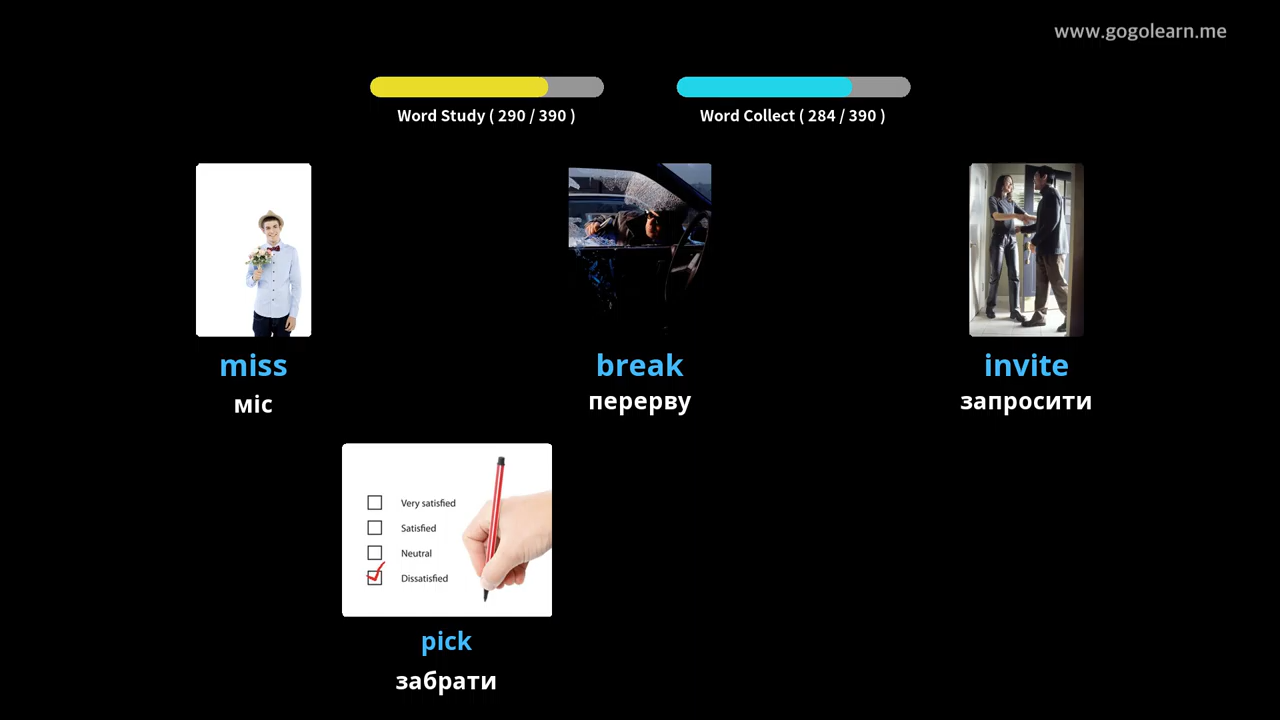 www.gogolearn.me
Word Study ( 290 / 390 )
Word Collect ( 284 / 390 )
miss
міс
break
перерву
invite
запросити
Very satisfied
Satisfied
Neutral
Dissatisfied
pick
забрати